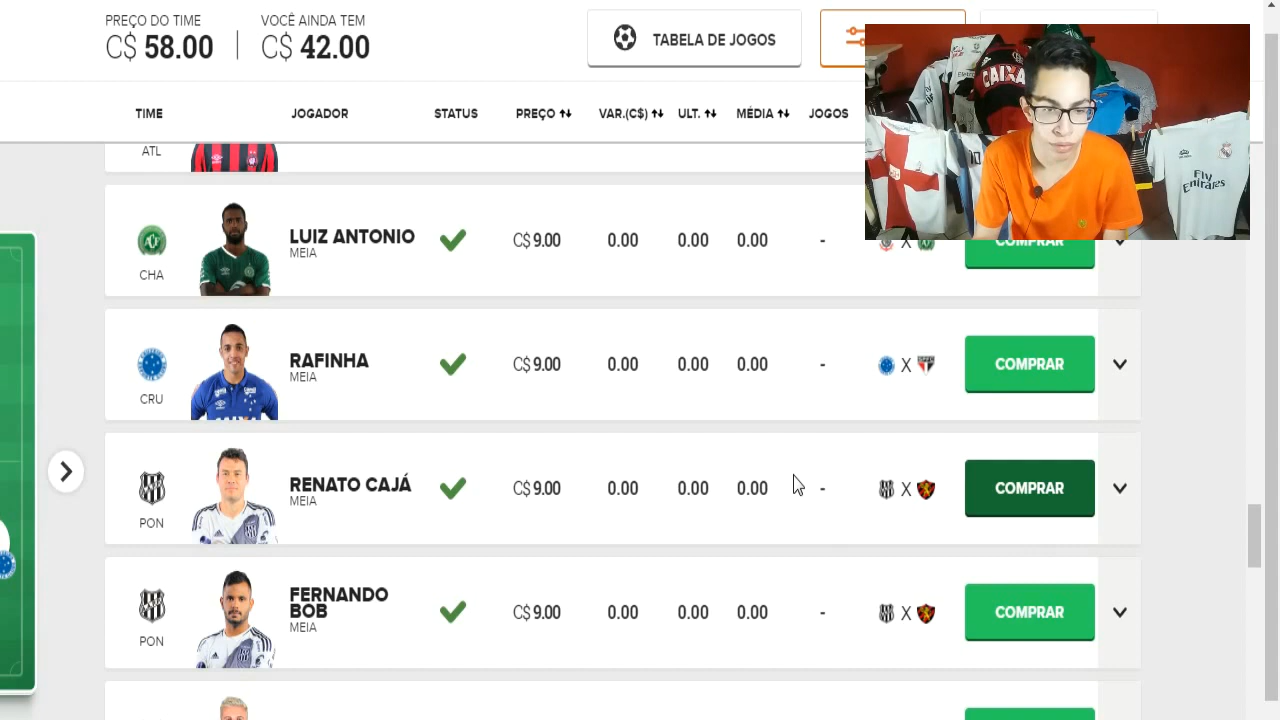 PREÇO DO TIME
C$ 58.00
VOCÊ AINDA TEM
C$ 42.00
TABELA DE JOGOS
TIME JOGADOR STATUS PREÇO VAR.(C$) ULT. MÉDIA JOGOS
ATL
CHA
LUIZ ANTONIO
MEIA
C$ 9.00 0.00 0.00 0.00 - X COMPRAR
CRU
RAFINHA
MEIA
C$ 9.00 0.00 0.00 0.00 - X COMPRAR
PON
RENATO CAJÁ
MEIA
C$ 9.00 0.00 0.00 0.00 - X COMPRAR
PON
FERNANDO
BOB
MEIA
C$ 9.00 0.00 0.00 0.00 - X COMPRAR
CAIXA
Fly
Emirates